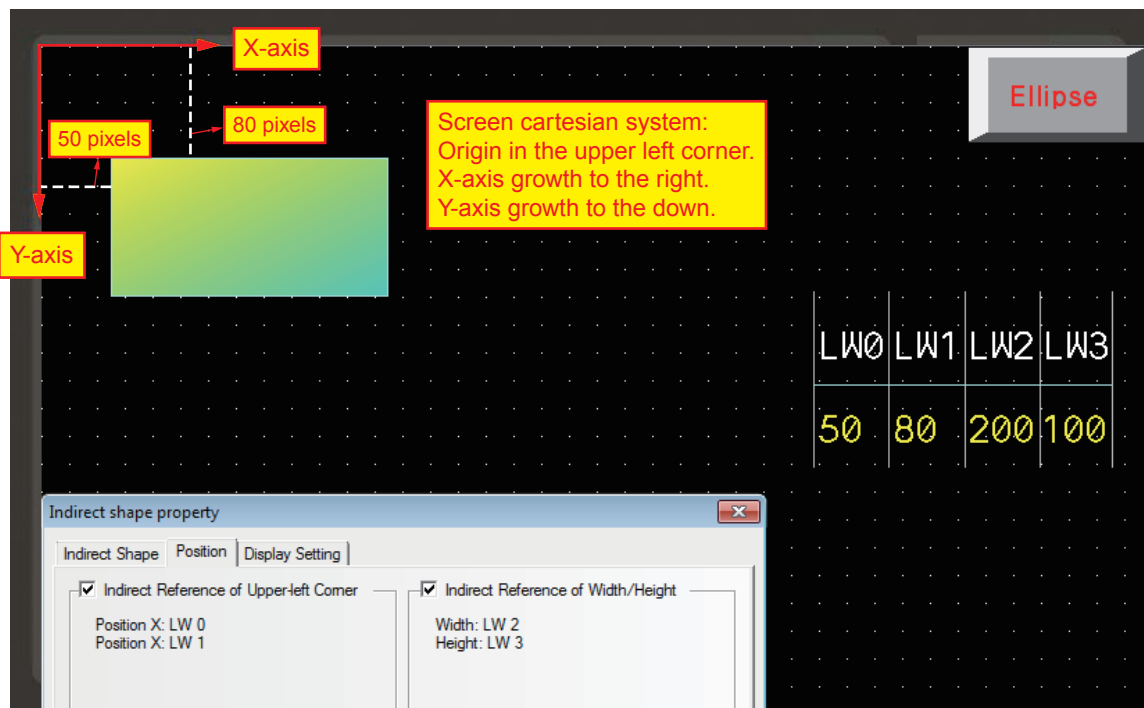 X-axis
Ellipse
80 pixels
50 pixels
Screen cartesian system:
Origin in the upper left corner.
X-axis growth to the right.
Y-axis growth to the down.
Y-axis
LW0 LW1 LW2 LW3
50 80 200 100
Indirect shape property
Indirect Shape Position Display Setting
Indirect Reference of Upper-left Corner
Position X: LW 0
Position X: LW 1
Indirect Reference of Width/Height
Width: LW 2
Height: LW 3